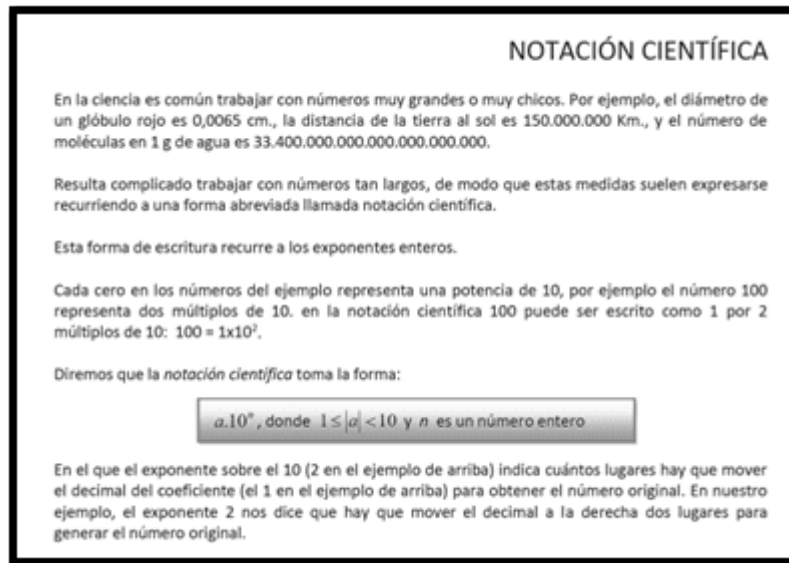 NOTACIÓN CIENTÍFICA
En la ciencia es común trabajar con números muy grandes o muy chicos. Por ejemplo, el diámetro de
un glóbulo rojo es 0,0065 cm., la distancia de la tierra al sol es 150.000.000 Km., y el número de
moléculas en 1 g de agua es 33.400.000.000.000.000.000.000.
Resulta complicado trabajar con números tan largos, de modo que estas medidas suelen expresarse
recurriendo a una forma abreviada llamada notación científica.
Esta forma de escritura recurre a los exponentes enteros.
Cada cero en los números del ejemplo representa una potencia de 10, por ejemplo el número 100
representa dos múltiplos de 10. en la notación científica 100 puede ser escrito como 1 por 2
múltiplos de 10: 100 = 1x10².
Diremos que la notación científica toma la forma:
a.10ⁿ, donde 1 ≤ |a| < 10 y n es un número entero
En el que el exponente sobre el 10 (2 en el ejemplo de arriba) indica cuántos lugares hay que mover
el decimal del coeficiente (el 1 en el ejemplo de arriba) para obtener el número original. En nuestro
ejemplo, el exponente 2 nos dice que hay que mover el decimal a la derecha dos lugares para
generar el número original.